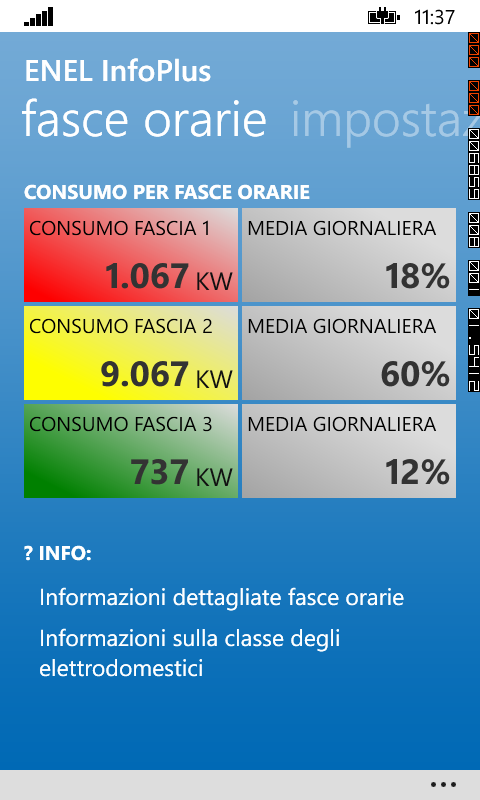 11:37
ENEL InfoPlus
fasce orarie impostaz
CONSUMO PER FASCE ORARIE
CONSUMO FASCIA 1
1.067 KW
MEDIA GIORNALIERA
18%
CONSUMO FASCIA 2
9.067 KW
MEDIA GIORNALIERA
60%
CONSUMO FASCIA 3
737 KW
MEDIA GIORNALIERA
12%
? INFO:
Informazioni dettagliate fasce orarie
Informazioni sulla classe degli
elettrodomestici